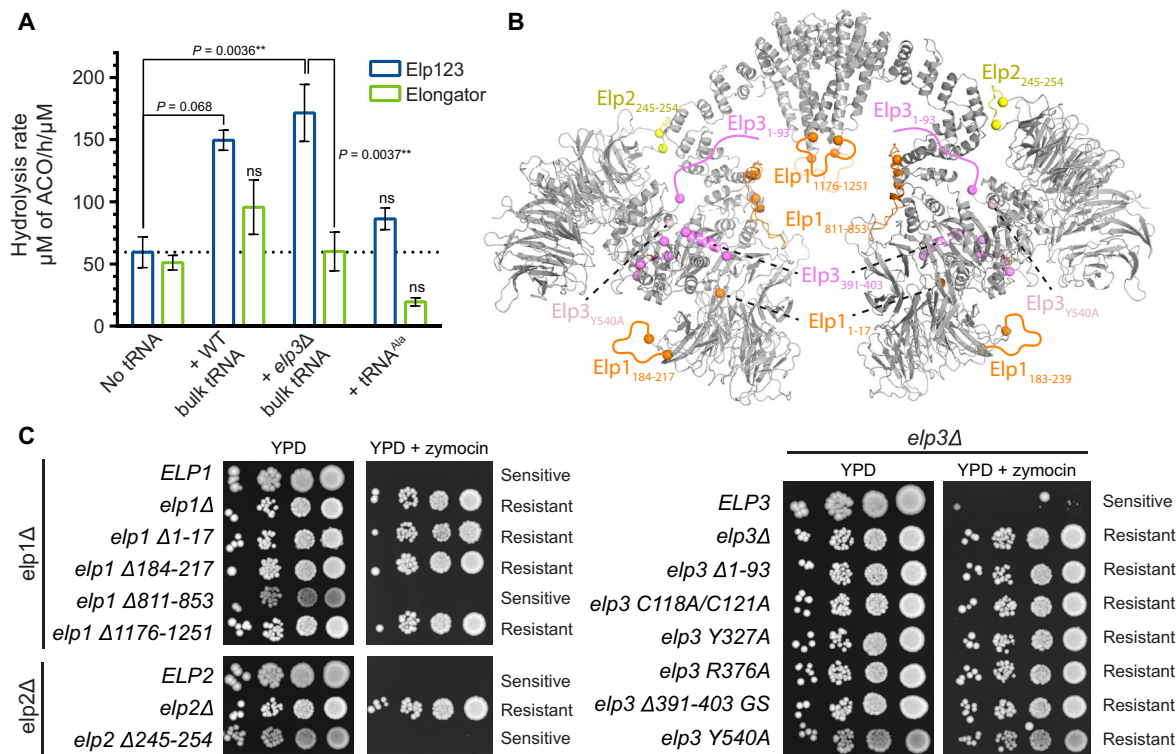 A
P = 0.0036**
P = 0.068
P = 0.0037**
Elp123
Elongator
Hydrolysis rate
μM of ACO/h/μM
200
150
100
50
0
ns
ns
ns
ns
No tRNA
+ WT
bulk tRNA
+ elp3Δ
bulk tRNA
+ tRNAAla
B
Elp2245-254
Elp31-93
Elp31-93
Elp2245-254
Elp11176-1251
Elp1811-853
Elp3391-403
Elp3Y540A
Elp3Y540A
Elp11-17
Elp1184-217
Elp1183-239
C
YPD
YPD + zymocin
elp1Δ
ELP1
Sensitive
elp1Δ
Resistant
elp1 Δ1-17
Resistant
elp1 Δ184-217
Resistant
elp1 Δ811-853
Sensitive
elp1 Δ1176-1251
Resistant
elp2Δ
ELP2
Sensitive
elp2Δ
Resistant
elp2 Δ245-254
Sensitive
elp3Δ
YPD
YPD + zymocin
ELP3
Sensitive
elp3Δ
Resistant
elp3 Δ1-93
Resistant
elp3 C118A/C121A
Resistant
elp3 Y327A
Resistant
elp3 R376A
Resistant
elp3 Δ391-403 GS
Resistant
elp3 Y540A
Resistant